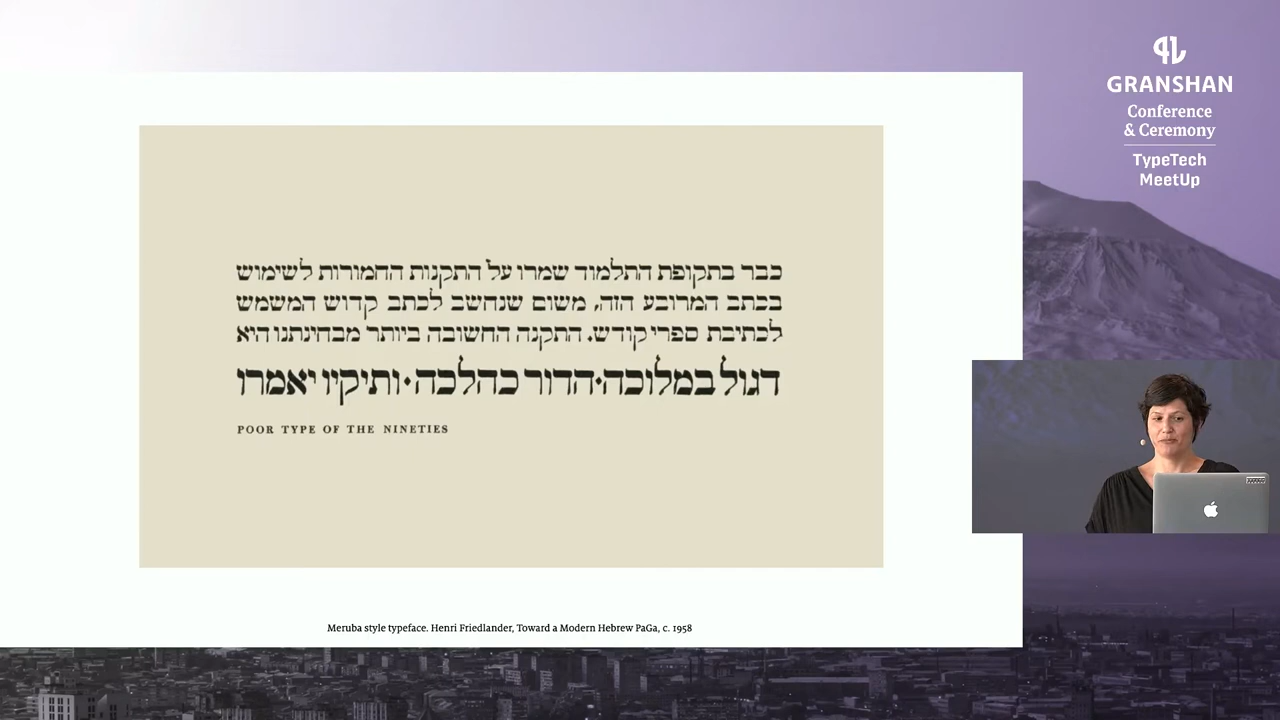 GRANSHAN
Conference
& Ceremony
TypeTech
MeetUp
כבר בתקופת התלמוד שמרו על התקנות החמורות לשימוש
בכתב המרובע הזה, משום שנחשב לכתב קדוש המשמש
לכתיבת ספרי קודש. התקנה החשובה ביותר מבחינתנו היא
דגול במלוכה·הדור כהלכה·ותיקיו יאמרו
POOR TYPE OF THE NINETIES
Meruba style typeface. Henri Friedlander, Toward a Modern Hebrew PaGa, c. 1958